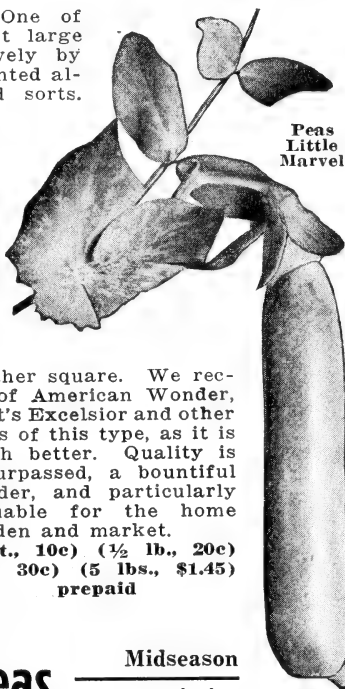 One of
t large
vely by
nted al-
d sorts.
Peas
Little
Marvel
her square. We rec-
of American Wonder,
t's Excelsior and other
s of this type, as it is
h better. Quality is
urpassed, a bountiful
der, and particularly
uable for the home
den and market.
t., 10c) (½ lb., 20c)
30c) (5 lbs., $1.45)
prepaid
Midseason
eas